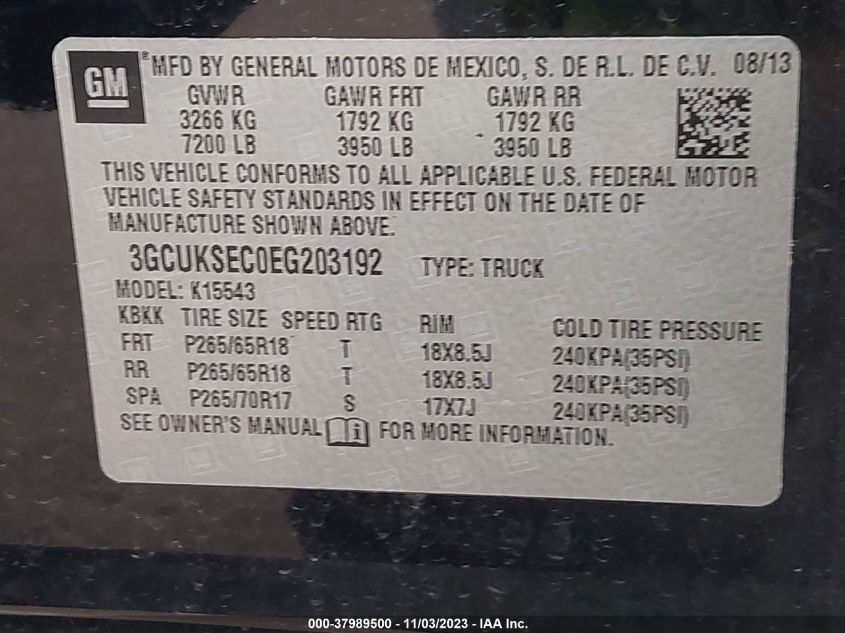 GM ® MFD BY GENERAL MOTORS DE MEXICO, S. DE R.L. DE C.V. 08/13
GVWR GAWR FRT GAWR RR
3266 KG 1792 KG 1792 KG
7200 LB 3950 LB 3950 LB
THIS VEHICLE CONFORMS TO ALL APPLICABLE U.S. FEDERAL MOTOR
VEHICLE SAFETY STANDARDS IN EFFECT ON THE DATE OF
MANUFACTURE SHOWN ABOVE.
3GCUKSEC0EG203192 TYPE: TRUCK
MODEL: K15543
KBKK TIRE SIZE SPEED RTG RIM COLD TIRE PRESSURE
FRT P265/65R18 T 18X8.5J 240KPA(35PSI)
RR P265/65R18 T 18X8.5J 240KPA(35PSI)
SPA P265/70R17 S 17X7J 240KPA(35PSI)
SEE OWNER'S MANUAL i FOR MORE INFORMATION.
000-37989500 - 11/03/2023 - IAA Inc.